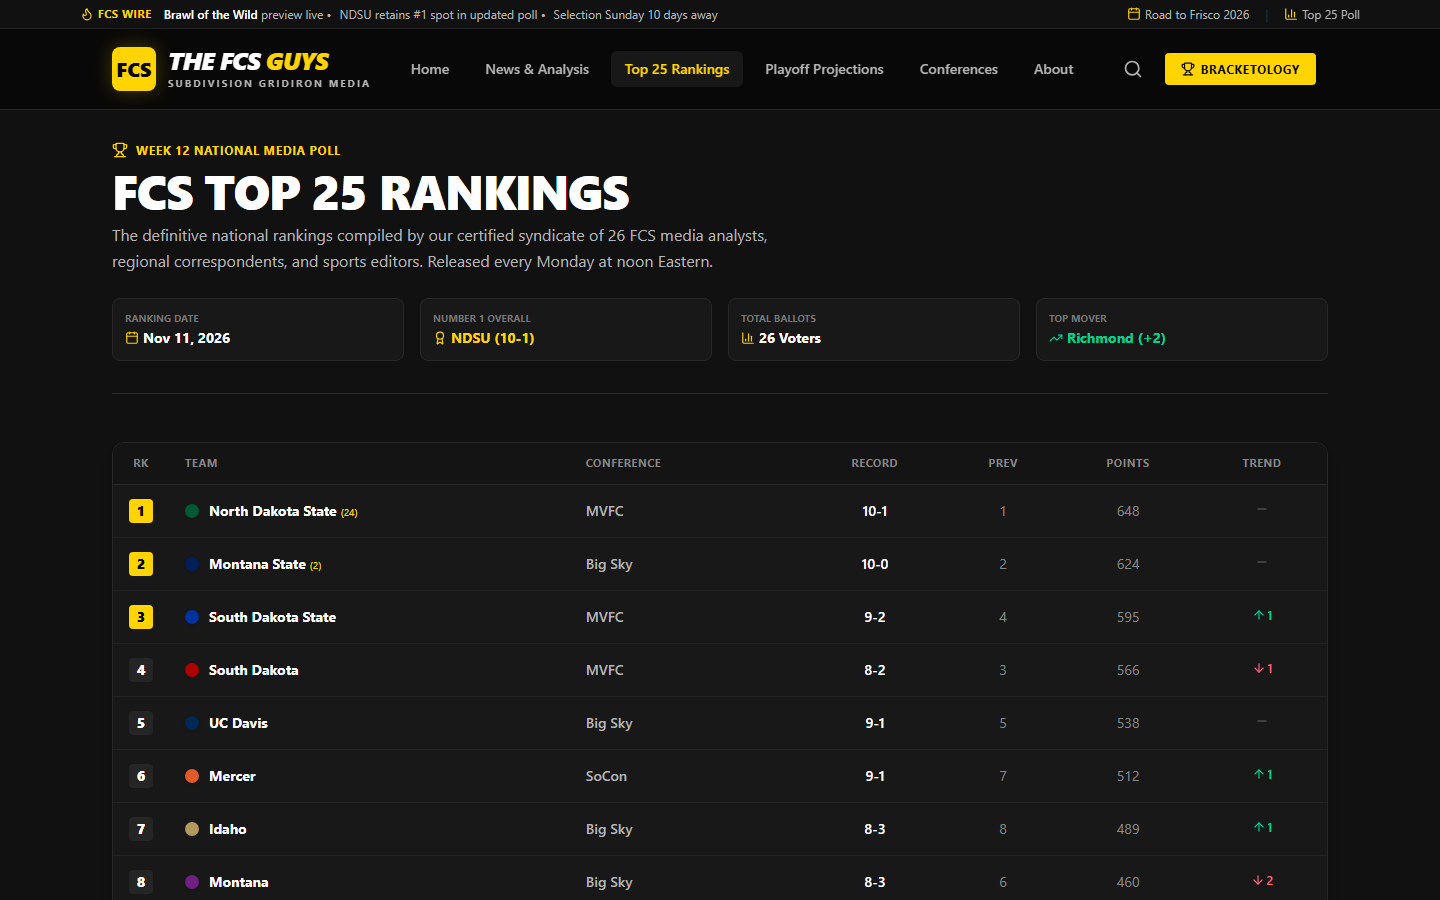 FCS WIRE Brawl of the Wild preview live • NDSU retains #1 spot in updated poll • Selection Sunday 10 days away Road to Frisco 2026 | Top 25 Poll
FCS THE FCS GUYS
SUBDIVISION GRIDIRON MEDIA
Home News & Analysis Top 25 Rankings Playoff Projections Conferences About BRACKETOLOGY
WEEK 12 NATIONAL MEDIA POLL
FCS TOP 25 RANKINGS
The definitive national rankings compiled by our certified syndicate of 26 FCS media analysts,
regional correspondents, and sports editors. Released every Monday at noon Eastern.
RANKING DATE NUMBER 1 OVERALL TOTAL BALLOTS TOP MOVER
Nov 11, 2026 NDSU (10-1) 26 Voters Richmond (+2)
RK TEAM CONFERENCE RECORD PREV POINTS TREND
1 North Dakota State (24) MVFC 10-1 1 648 —
2 Montana State (2) Big Sky 10-0 2 624 —
3 South Dakota State MVFC 9-2 4 595 ↑ 1
4 South Dakota MVFC 8-2 3 566 ↓ 1
5 UC Davis Big Sky 9-1 5 538 —
6 Mercer SoCon 9-1 7 512 ↑ 1
7 Idaho Big Sky 8-3 8 489 ↑ 1
8 Montana Big Sky 8-3 6 460 ↓ 2